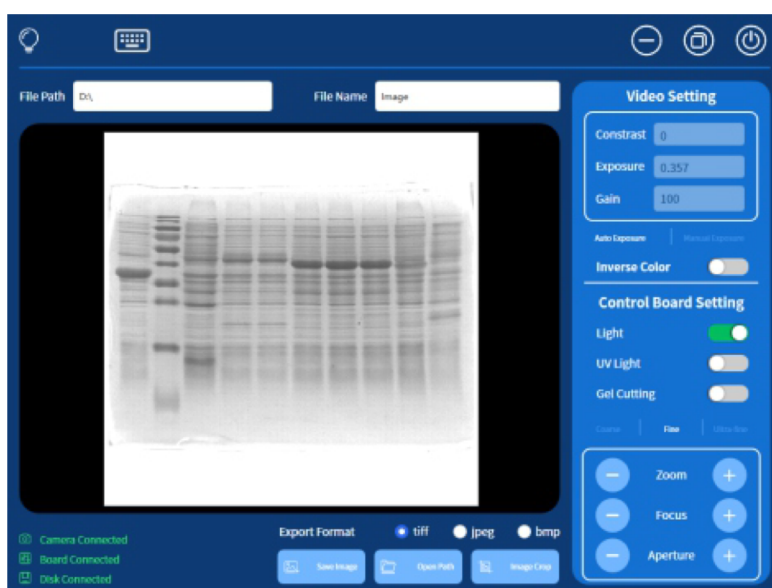 File Path D:\ File Name Image
Video Setting
Constrast 0
Exposure 0.357
Gain 100
Auto Exposure Manual Exposure
Inverse Color
Control Board Setting
Light
UV Light
Gel Cutting
Coarse Fine Ultra fine
Zoom
Focus
Aperture
Export Format tiff jpeg bmp
Save Image Open Path Image Crop
Camera Connected
Board Connected
Disk Connected